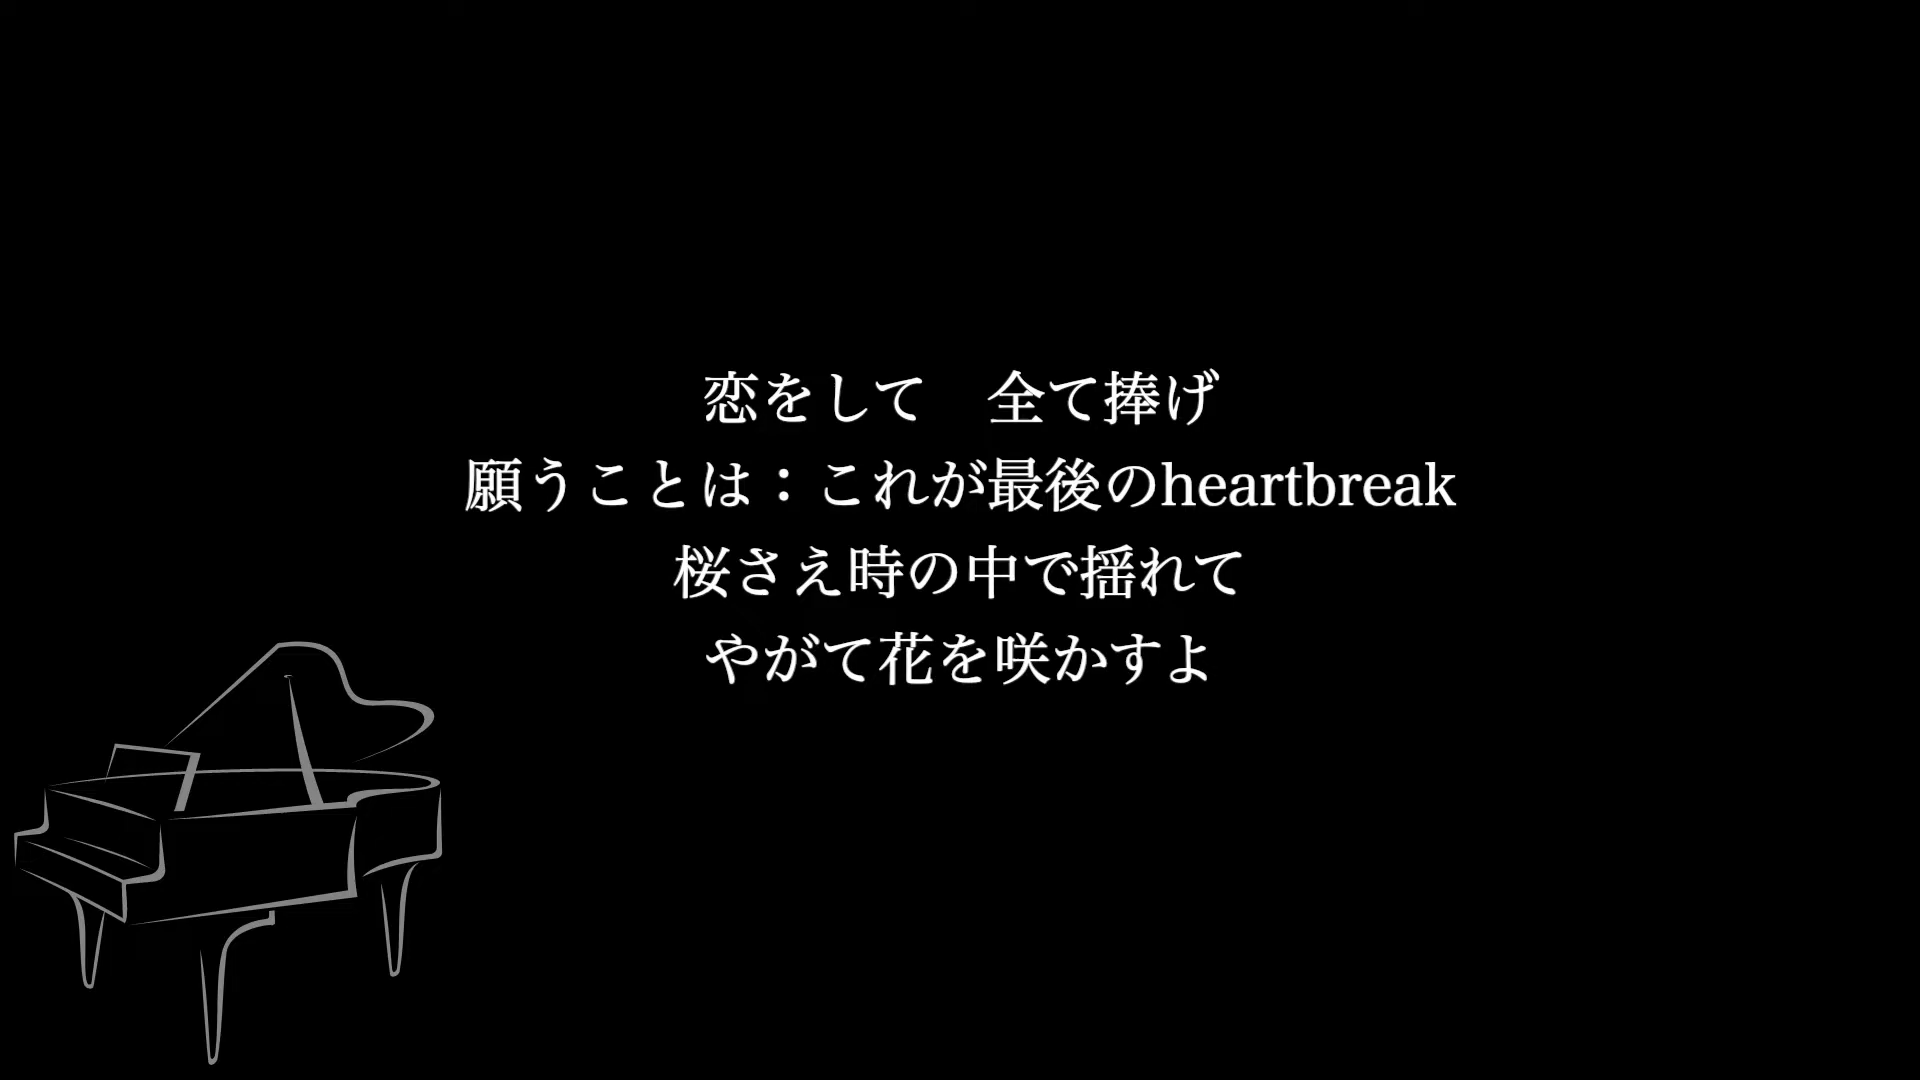 恋をして　全て捧げ
願うことは：これが最後のheartbreak
桜さえ時の中で揺れて
やがて花を咲かすよ